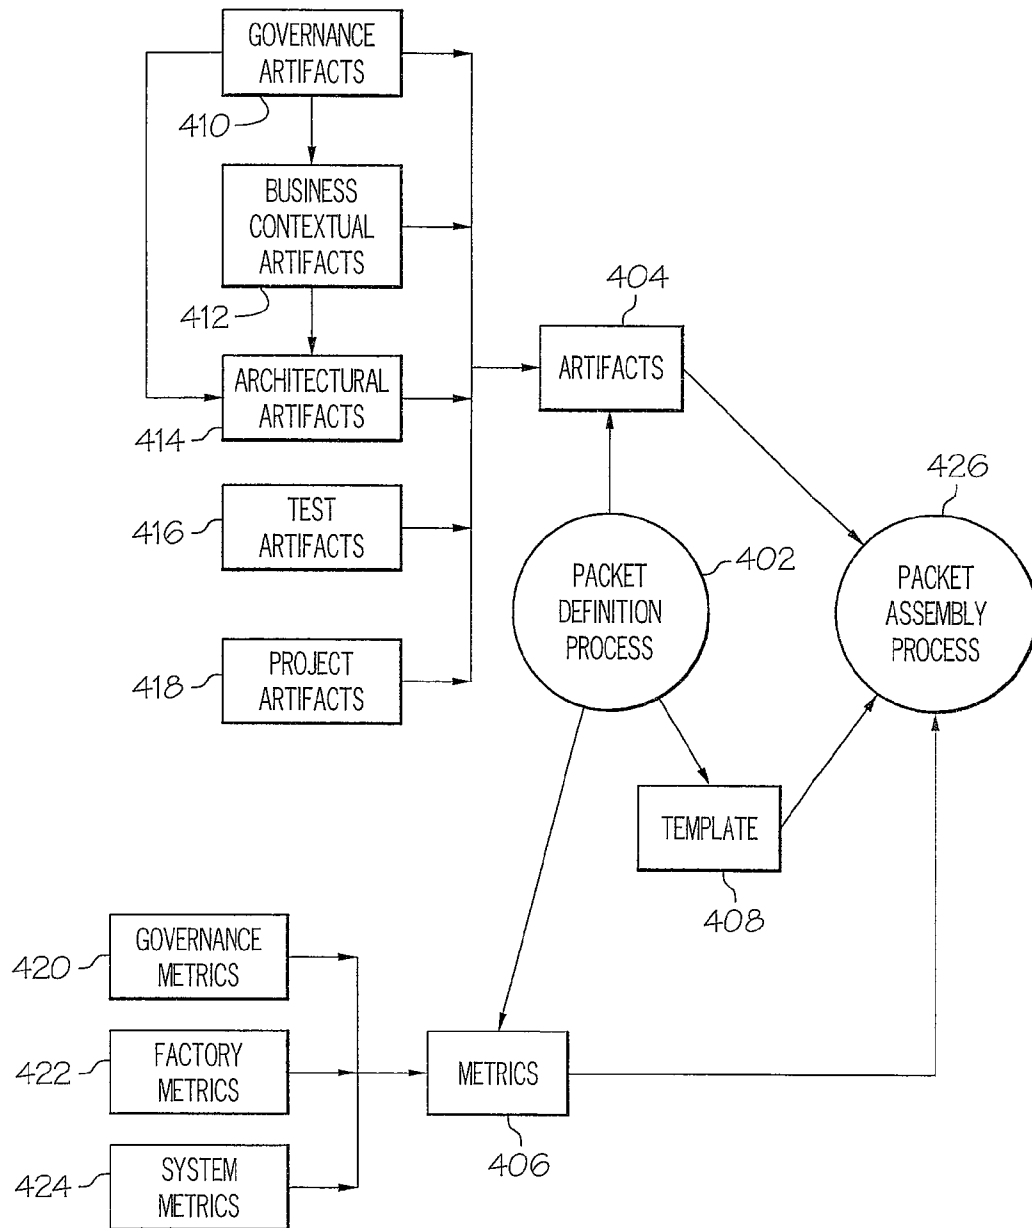 GOVERNANCE
ARTIFACTS
410
BUSINESS
CONTEXTUAL
ARTIFACTS
412
ARCHITECTURAL
ARTIFACTS
414
TEST
ARTIFACTS
416
PROJECT
ARTIFACTS
418
404
ARTIFACTS
PACKET
DEFINITION
PROCESS
402
426
PACKET
ASSEMBLY
PROCESS
TEMPLATE
408
GOVERNANCE
METRICS
420
FACTORY
METRICS
422
SYSTEM
METRICS
424
METRICS
406